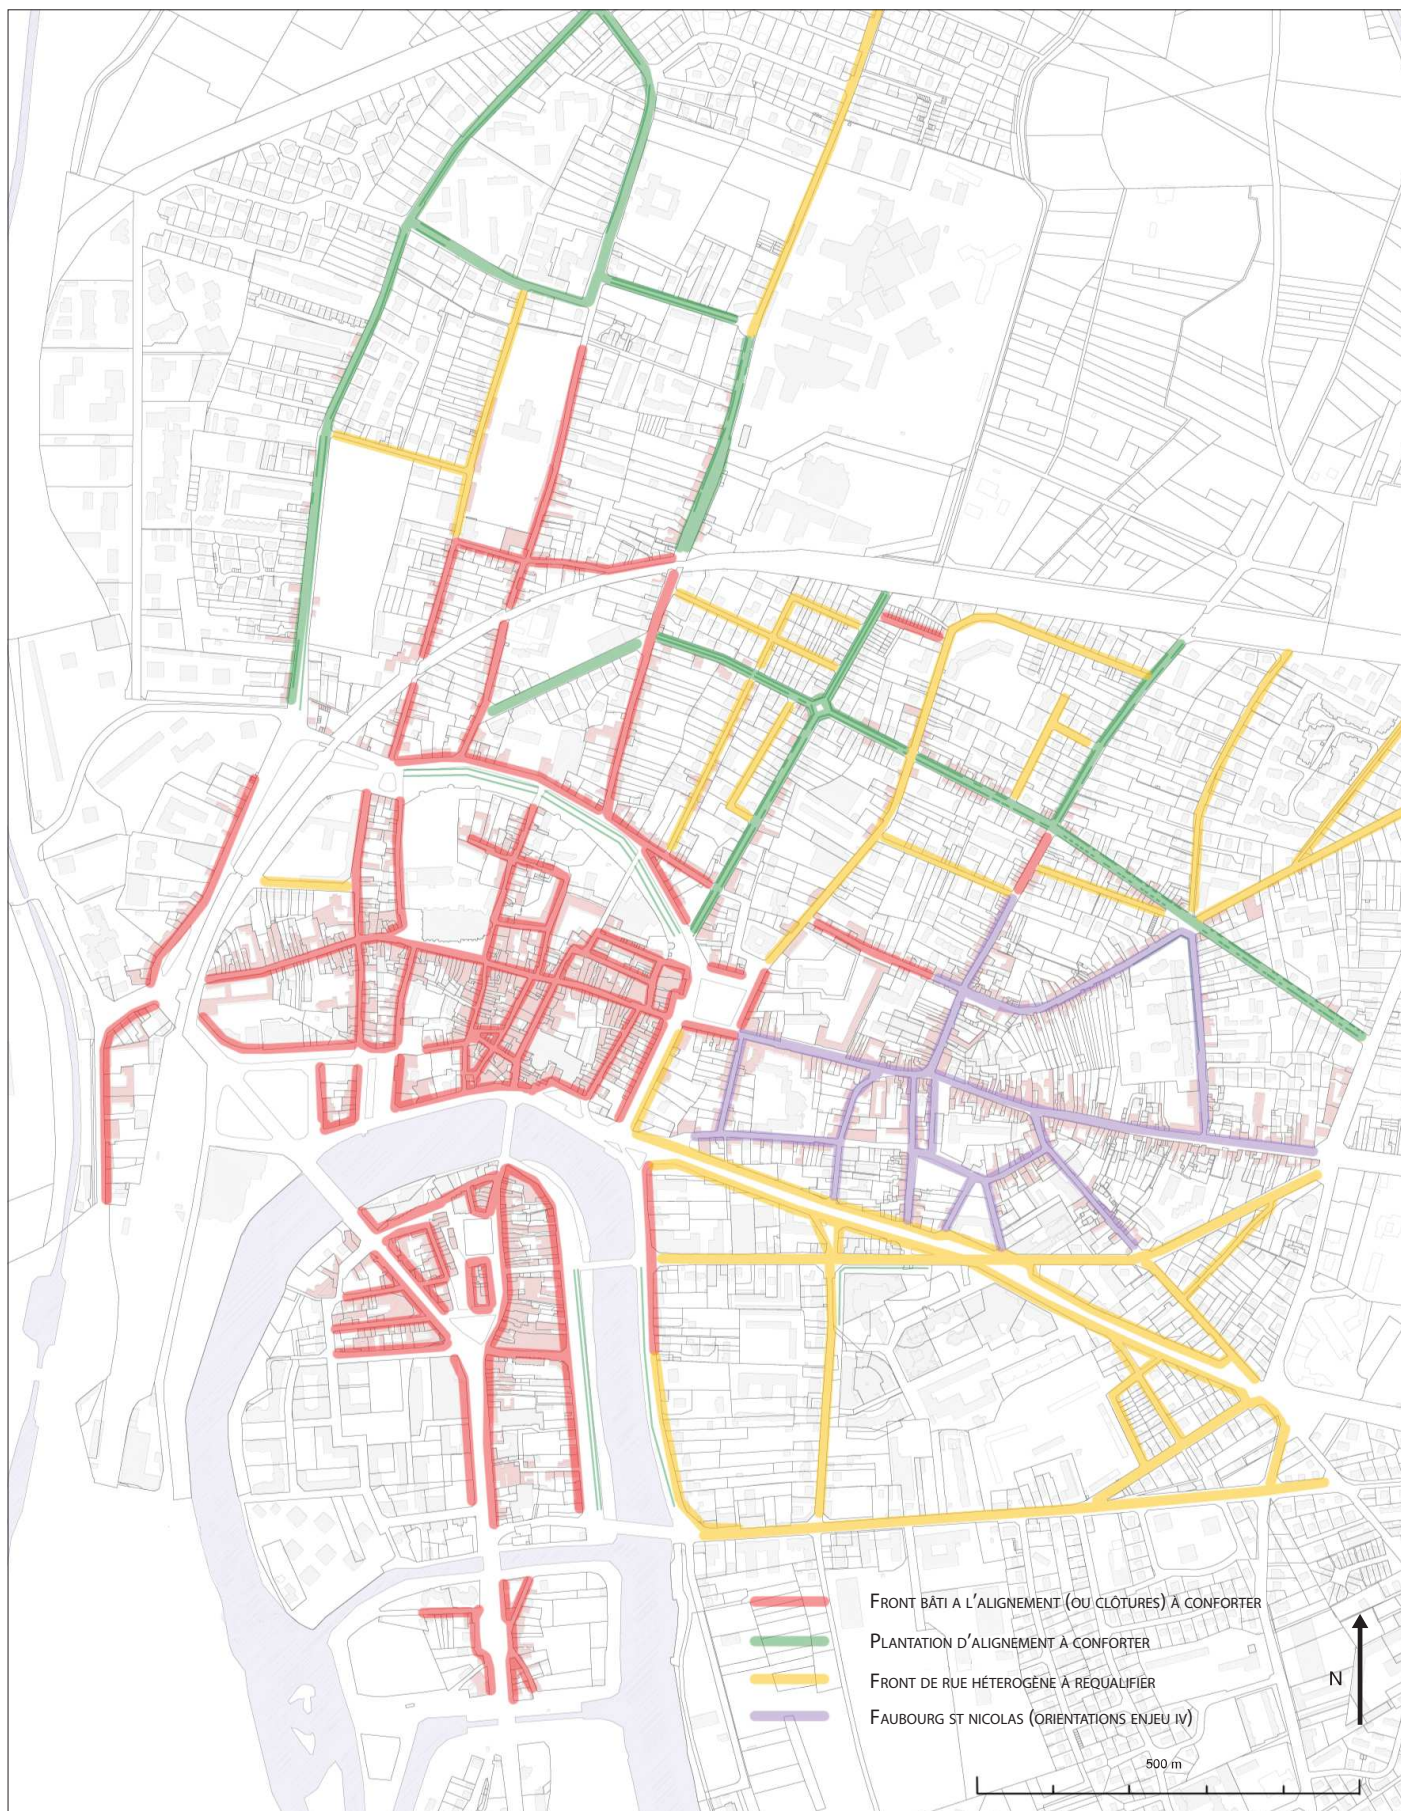 FRONT BÂTI A L'ALIGNEMENT (OU CLÔTURES) À CONFORTER
PLANTATION D'ALIGNEMENT À CONFORTER
FRONT DE RUE HÉTEROGÈNE À REQUALIFIER
FAUBOURG ST NICOLAS (ORIENTATIONS ENJEU IV)
N
500 m